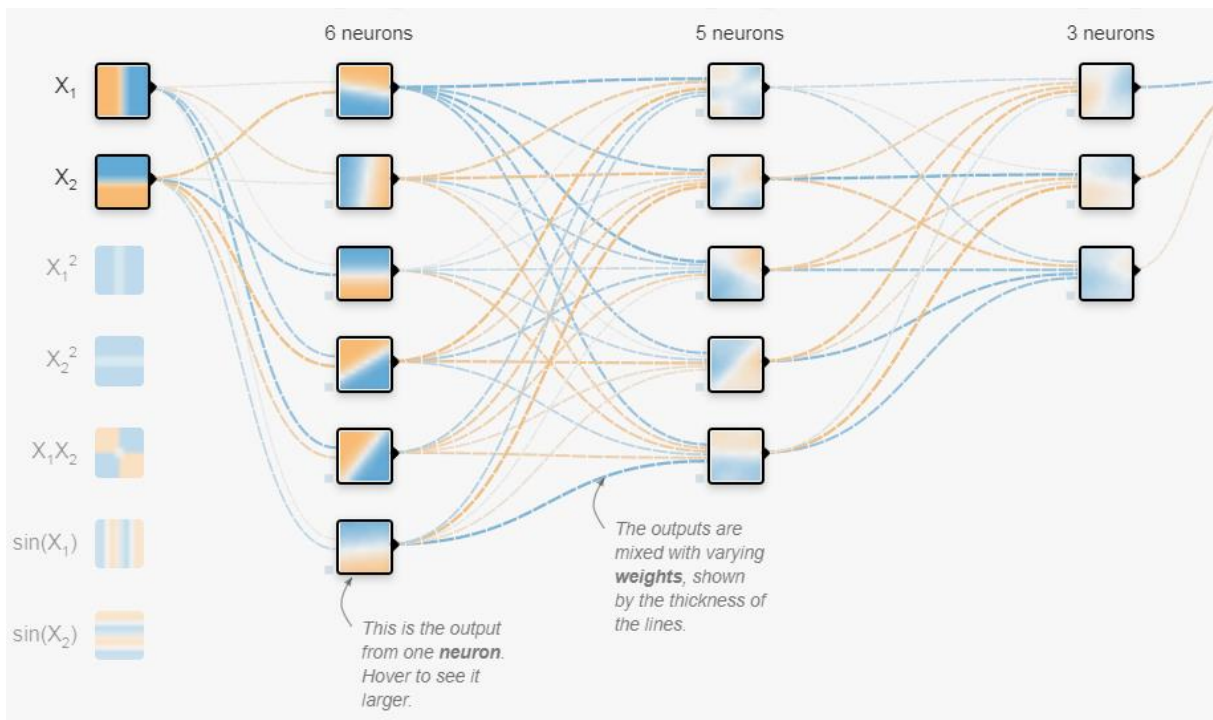 6 neurons
5 neurons
3 neurons
X₁
X₂
X₁²
X₂²
X₁X₂
sin(X₁)
sin(X₂)
This is the output
from one neuron.
Hover to see it
larger.
The outputs are
mixed with varying
weights, shown
by the thickness of
the lines.